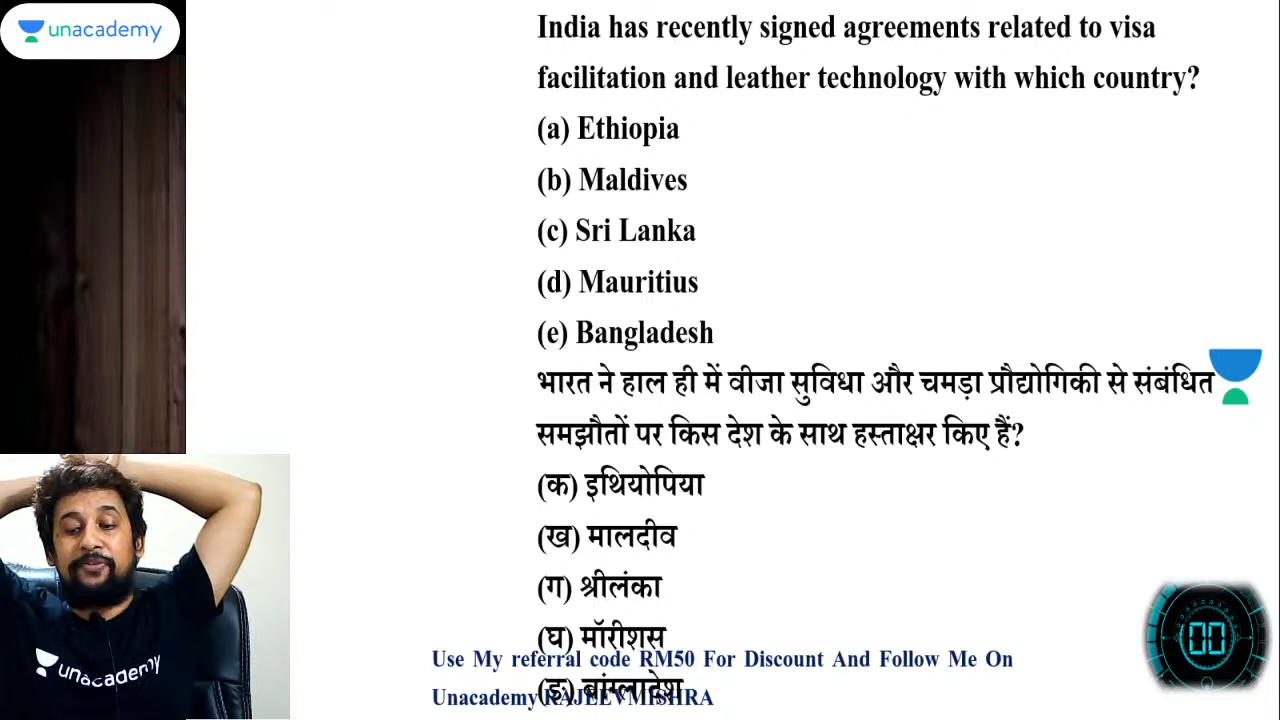 unacademy
India has recently signed agreements related to visa
facilitation and leather technology with which country?
(a) Ethiopia
(b) Maldives
(c) Sri Lanka
(d) Mauritius
(e) Bangladesh
भारत ने हाल ही में वीजा सुविधा और चमड़ा प्रौद्योगिकी से संबंधित
समझौतों पर किस देश के साथ हस्ताक्षर किए हैं?
(क) इथियोपिया
(ख) मालदीव
(ग) श्रीलंका
(घ) मॉरीशस
(ङ) बांग्लादेश
Use My referral code RM50 For Discount And Follow Me On
Unacademy RAJEEVMISHRA
unacademy
00